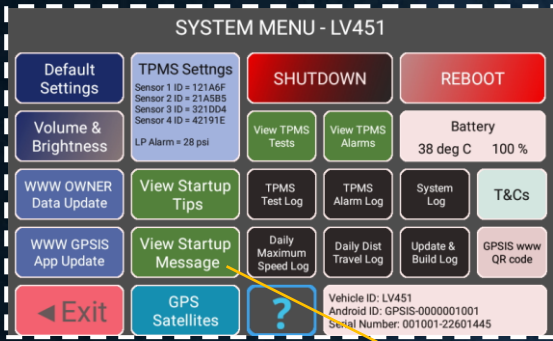 SYSTEM MENU - LV451
Default
Settings
TPMS Settngs
Sensor 1 ID = 121A6F
Sensor 2 ID = 21A5B5
Sensor 3 ID = 321DD4
Sensor 4 ID = 42191E
LP Alarm = 28 psi
SHUTDOWN
REBOOT
Volume &
Brightness
View TPMS
Tests
View TPMS
Alarms
Battery
38 deg C 100 %
WWW OWNER
Data Update
View Startup
Tips
TPMS
Test Log
TPMS
Alarm Log
System
Log
T&Cs
WWW GPSIS
App Update
View Startup
Message
Daily
Maximum
Speed Log
Daily Dist
Travel Log
Update &
Build Log
GPSIS www
QR code
◄Exit
GPS
Satellites
?
Vehicle ID: LV451
Android ID: GPSIS-0000001001
Serial Number: 001001-22601445